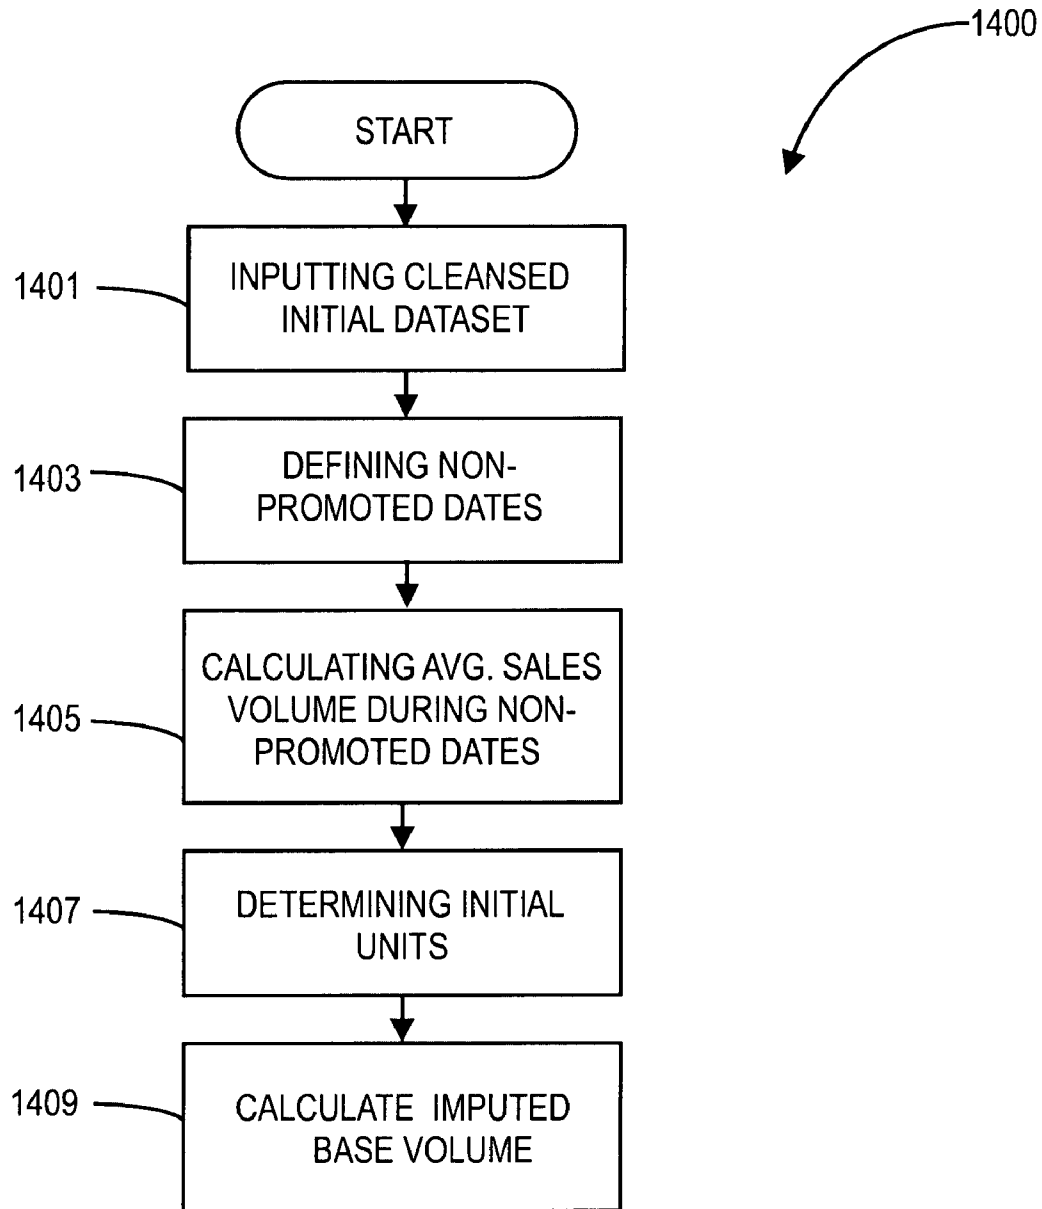 1400
START
1401
INPUTTING CLEANSED
INITIAL DATASET
1403
DEFINING NON-
PROMOTED DATES
1405
CALCULATING AVG. SALES
VOLUME DURING NON-
PROMOTED DATES
1407
DETERMINING INITIAL
UNITS
1409
CALCULATE IMPUTED
BASE VOLUME